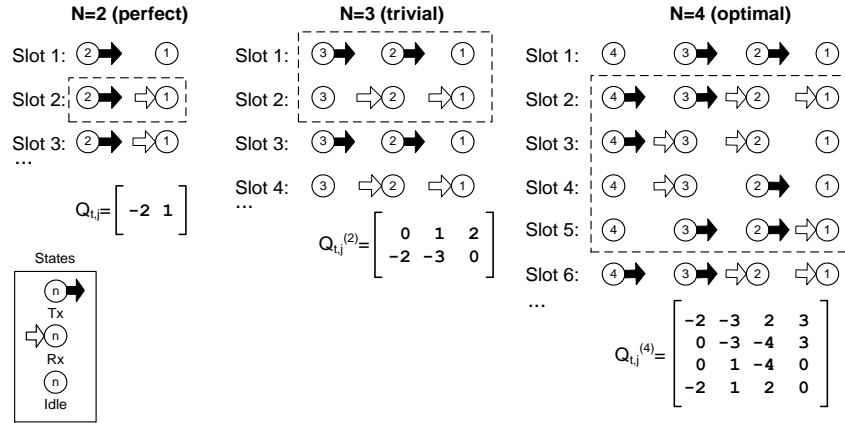 N=2 (perfect)
Slot 1: 2 1
Slot 2: 2 1
Slot 3: 2 1
...
Q_{t,j}= [ -2 1 ]
States
n
Tx
n
Rx
n
Idle
N=3 (trivial)
Slot 1: 3 2 1
Slot 2: 3 2 1
Slot 3: 3 2 1
Slot 4: 3 2 1
...
Q_{t,j}^{(2)}= [ 0 1 2
-2 -3 0 ]
N=4 (optimal)
Slot 1: 4 3 2 1
Slot 2: 4 3 2 1
Slot 3: 4 3 2 1
Slot 4: 4 3 2 1
Slot 5: 4 3 2 1
Slot 6: 4 3 2 1
...
Q_{t,j}^{(4)}= [ -2 -3 2 3
0 -3 -4 3
0 1 -4 0
-2 1 2 0 ]